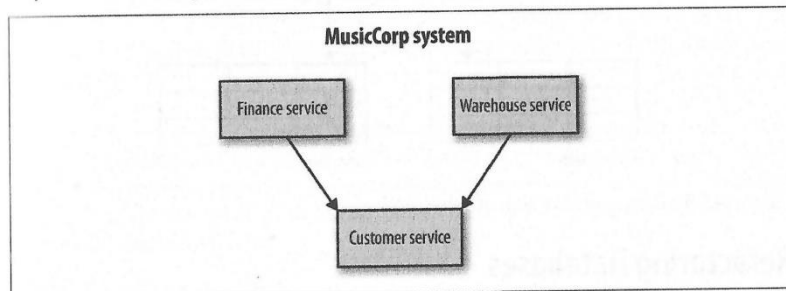 MusicCorp system
Finance service
Warehouse service
Customer service